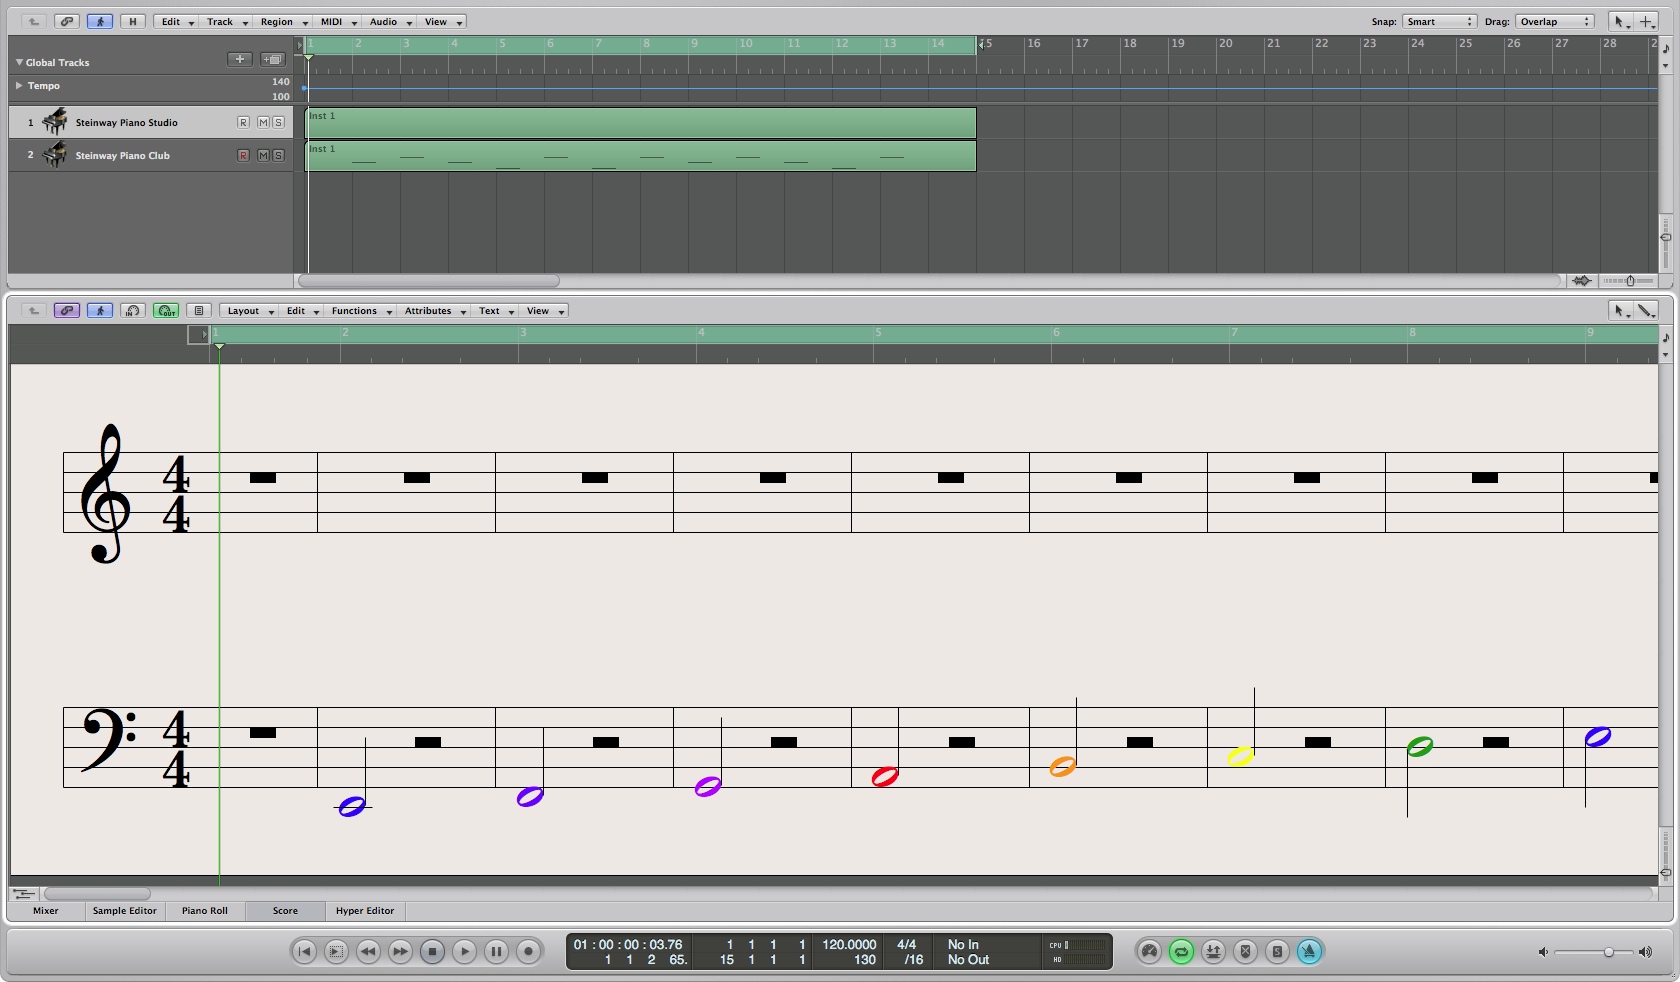 H Edit Track Region MIDI Audio View Snap: Smart Drag: Overlap
1 2 3 4 5 6 7 8 9 10 11 12 13 14 15 16 17 18 19 20 21 22 23 24 25 26 27 28 2
Global Tracks
Tempo 140
100
1 Steinway Piano Studio R M S Inst 1
2 Steinway Piano Club R M S Inst 1
IN OUT Layout Edit Functions Attributes Text View
1 2 3 4 5 6 7 8 9
4
4
4
4
Mixer Sample Editor Piano Roll Score Hyper Editor
01 : 00 : 00 : 03.76 1 1 1 1 120.0000 4/4 No In CPU
1 1 2 65. 15 1 1 1 130 /16 No Out HD
S